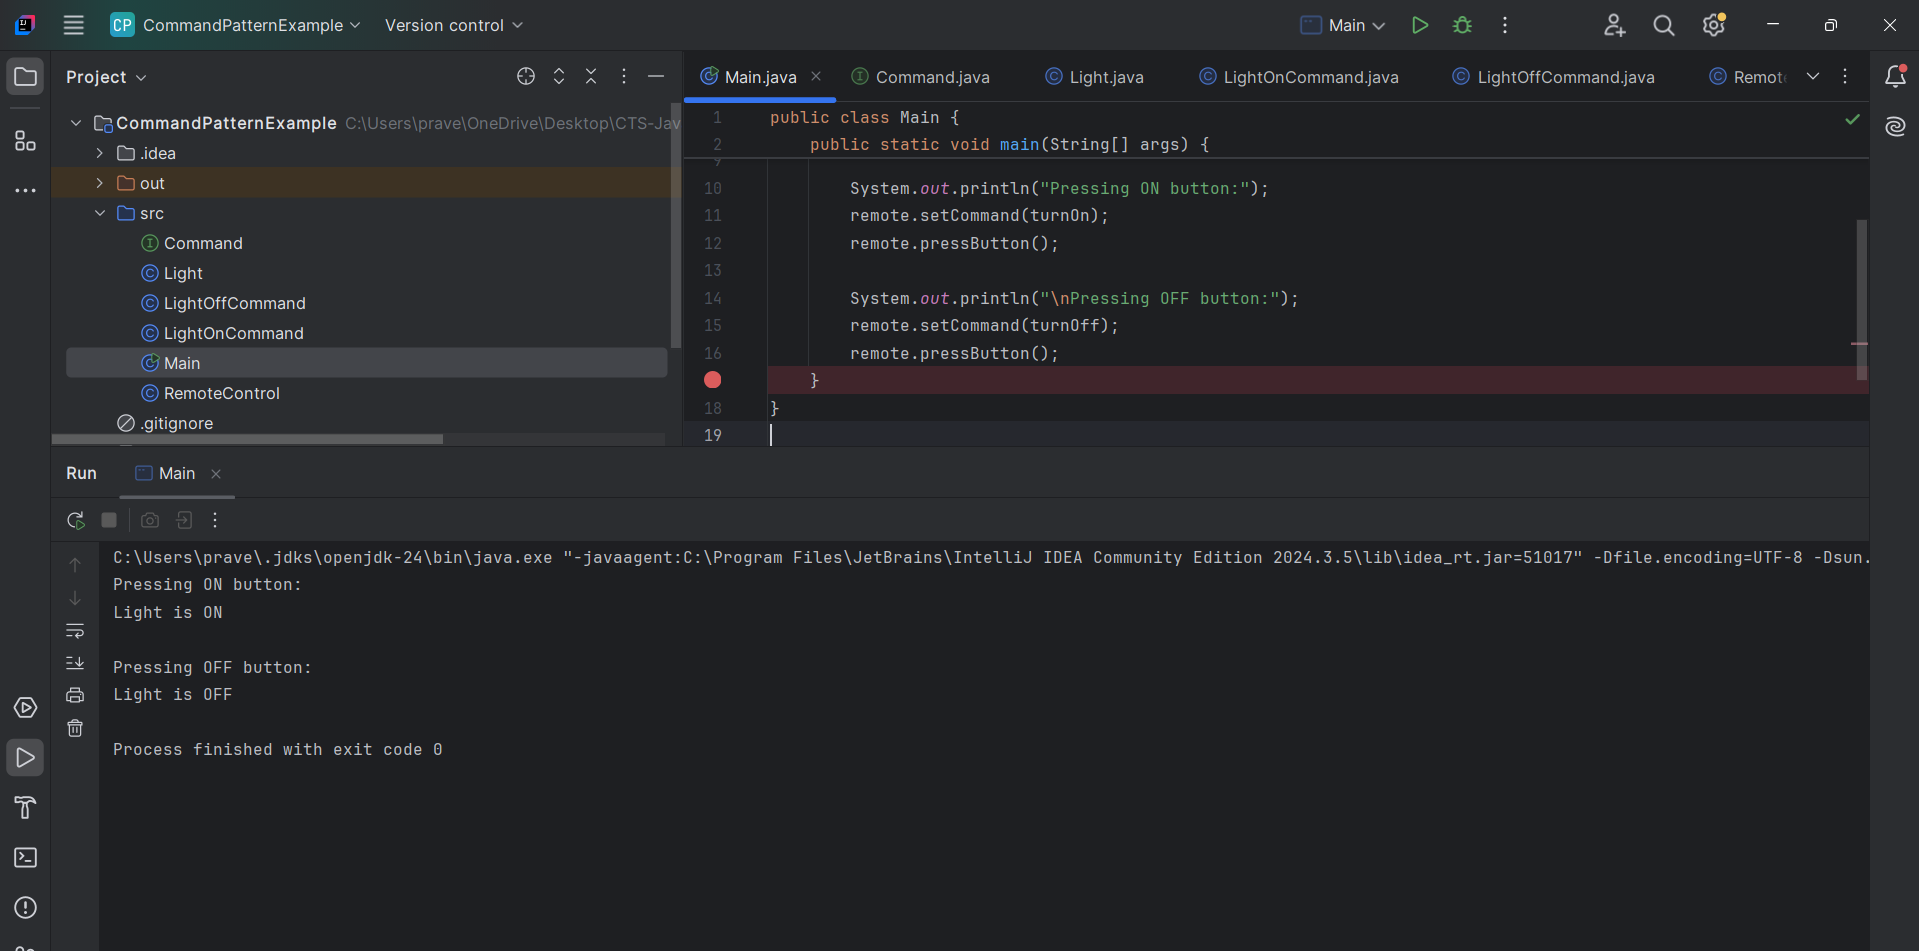 CP CommandPatternExample Version control Main
Project
CommandPatternExample C:\Users\prave\OneDrive\Desktop\CTS-Jav
.idea
out
src
Command
Light
LightOffCommand
LightOnCommand
Main
RemoteControl
.gitignore
Main.java Command.java Light.java LightOnCommand.java LightOffCommand.java Remot
1 public class Main {
2 public static void main(String[] args) {
9
10 System.out.println("Pressing ON button:");
11 remote.setCommand(turnOn);
12 remote.pressButton();
13
14 System.out.println("\nPressing OFF button:");
15 remote.setCommand(turnOff);
16 remote.pressButton();
}
18 }
19
Run Main
C:\Users\prave\.jdks\openjdk-24\bin\java.exe "-javaagent:C:\Program Files\JetBrains\IntelliJ IDEA Community Edition 2024.3.5\lib\idea_rt.jar=51017" -Dfile.encoding=UTF-8 -Dsun.
Pressing ON button:
Light is ON
Pressing OFF button:
Light is OFF
Process finished with exit code 0